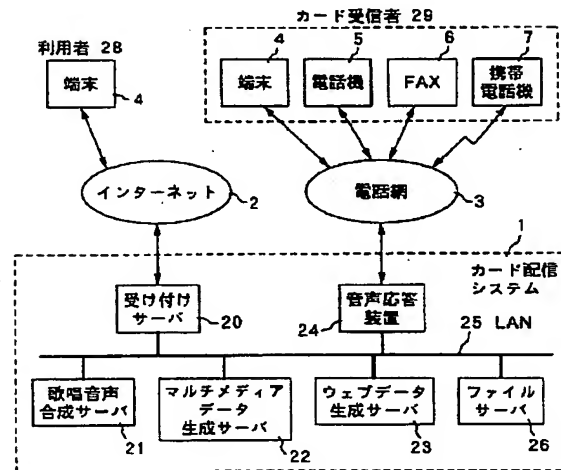 カード受信者 29
利用者 28
端末
4
4
端末
5
電話機
6
FAX
7
携帯
電話機
インターネット
2
電話網
3
1
カード配信
システム
受け付け
サーバ
20
音声応答
装置
24
25 LAN
歌唱音声
合成サーバ
21
マルチメディア
データ
生成サーバ
22
ウェブデータ
生成サーバ
23
ファイル
サーバ
26